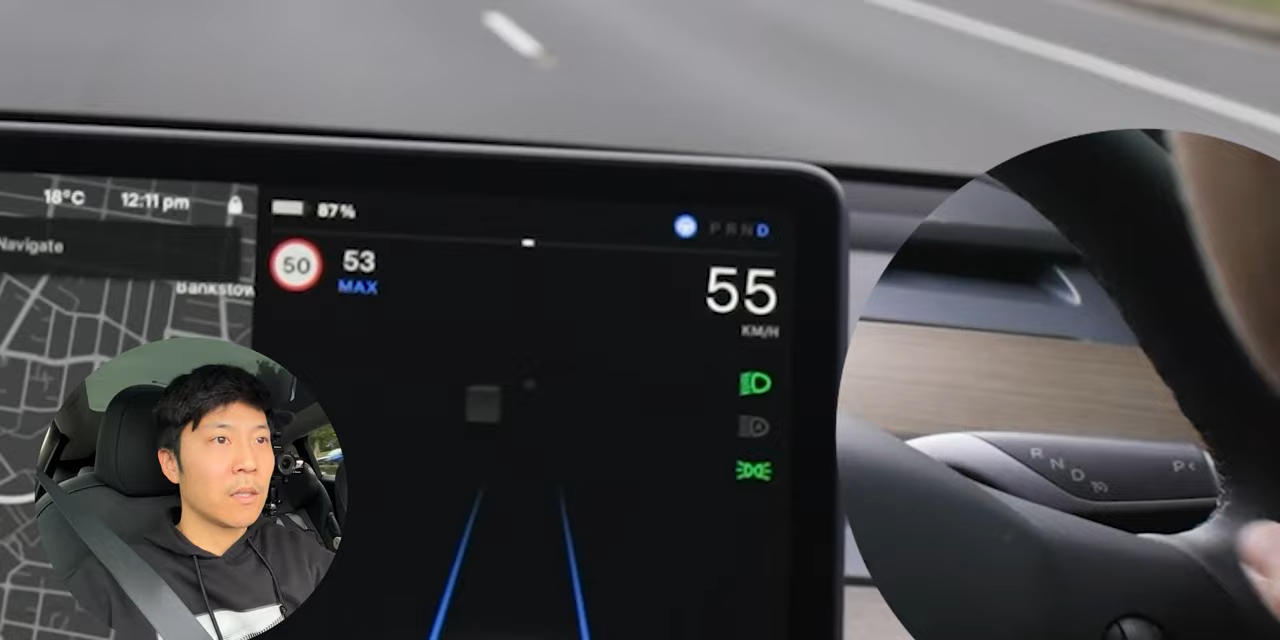 18°C 12:11 pm
87%
P R N D
Navigate
50
53
MAX
55
KM/H
Bankstow
R
N
D
P